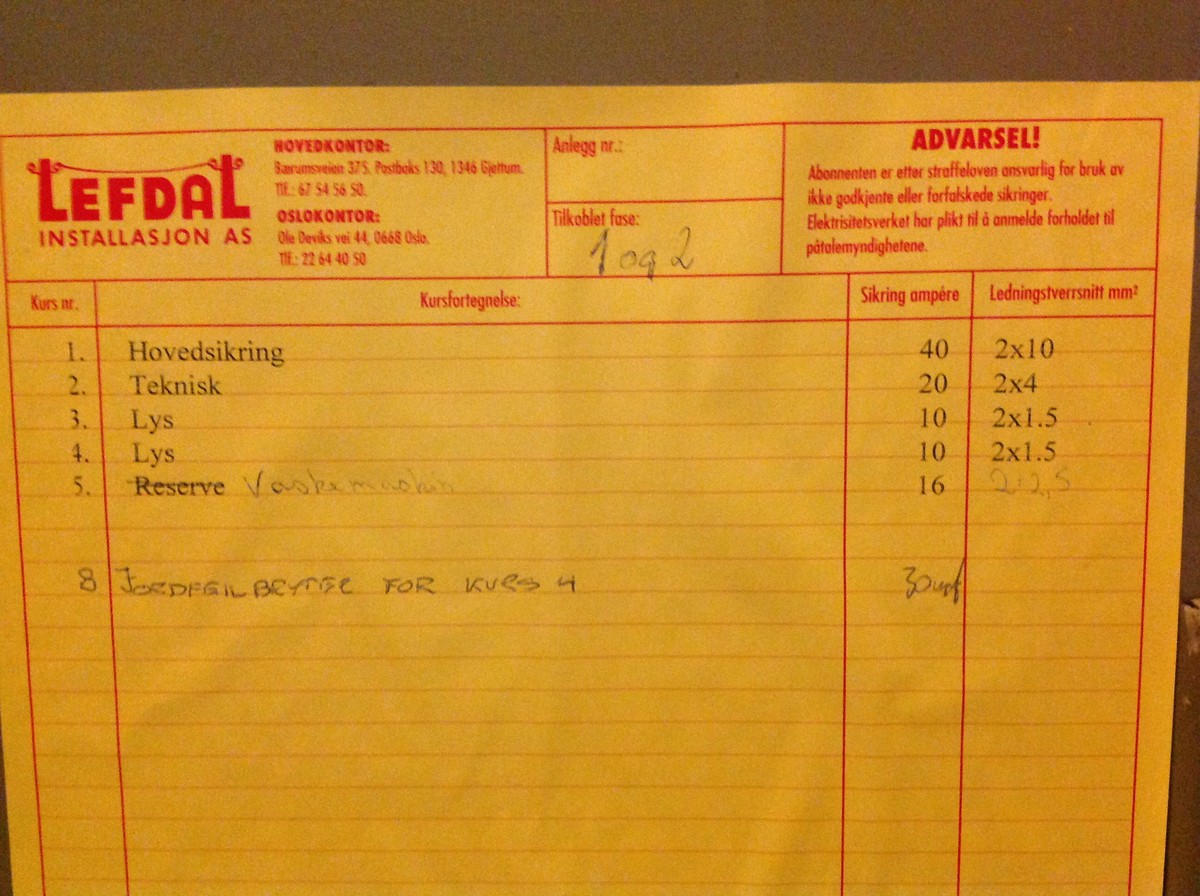 LEFDAL
INSTALLASJON AS
HOVEDKONTOR:
Bærumsveien 375. Postboks 130, 1346 Gjettum.
Tlf.: 67 54 56 50.
OSLOKONTOR:
Ole Deviks vei 44, 0668 Oslo.
Tlf.: 22 64 40 50
Anlegg nr.:
Tilkoblet fase:
1 og 2
ADVARSEL!
Abonnenten er etter straffeloven ansvarlig for bruk av
ikke godkjente eller forfalskede sikringer.
Elektrisitetsverket har plikt til å anmelde forholdet til
påtalemyndighetene.
Kurs nr. Kursfortegnelse: Sikring ampére Ledningstverrsnitt mm²
1. Hovedsikring 40 2x10
2. Teknisk 20 2x4
3. Lys 10 2x1.5
4. Lys 10 2x1.5
5. Reserve Vaskemaskin 16 2x2,5
8 JORDFEILBRYTER FOR KURS 4